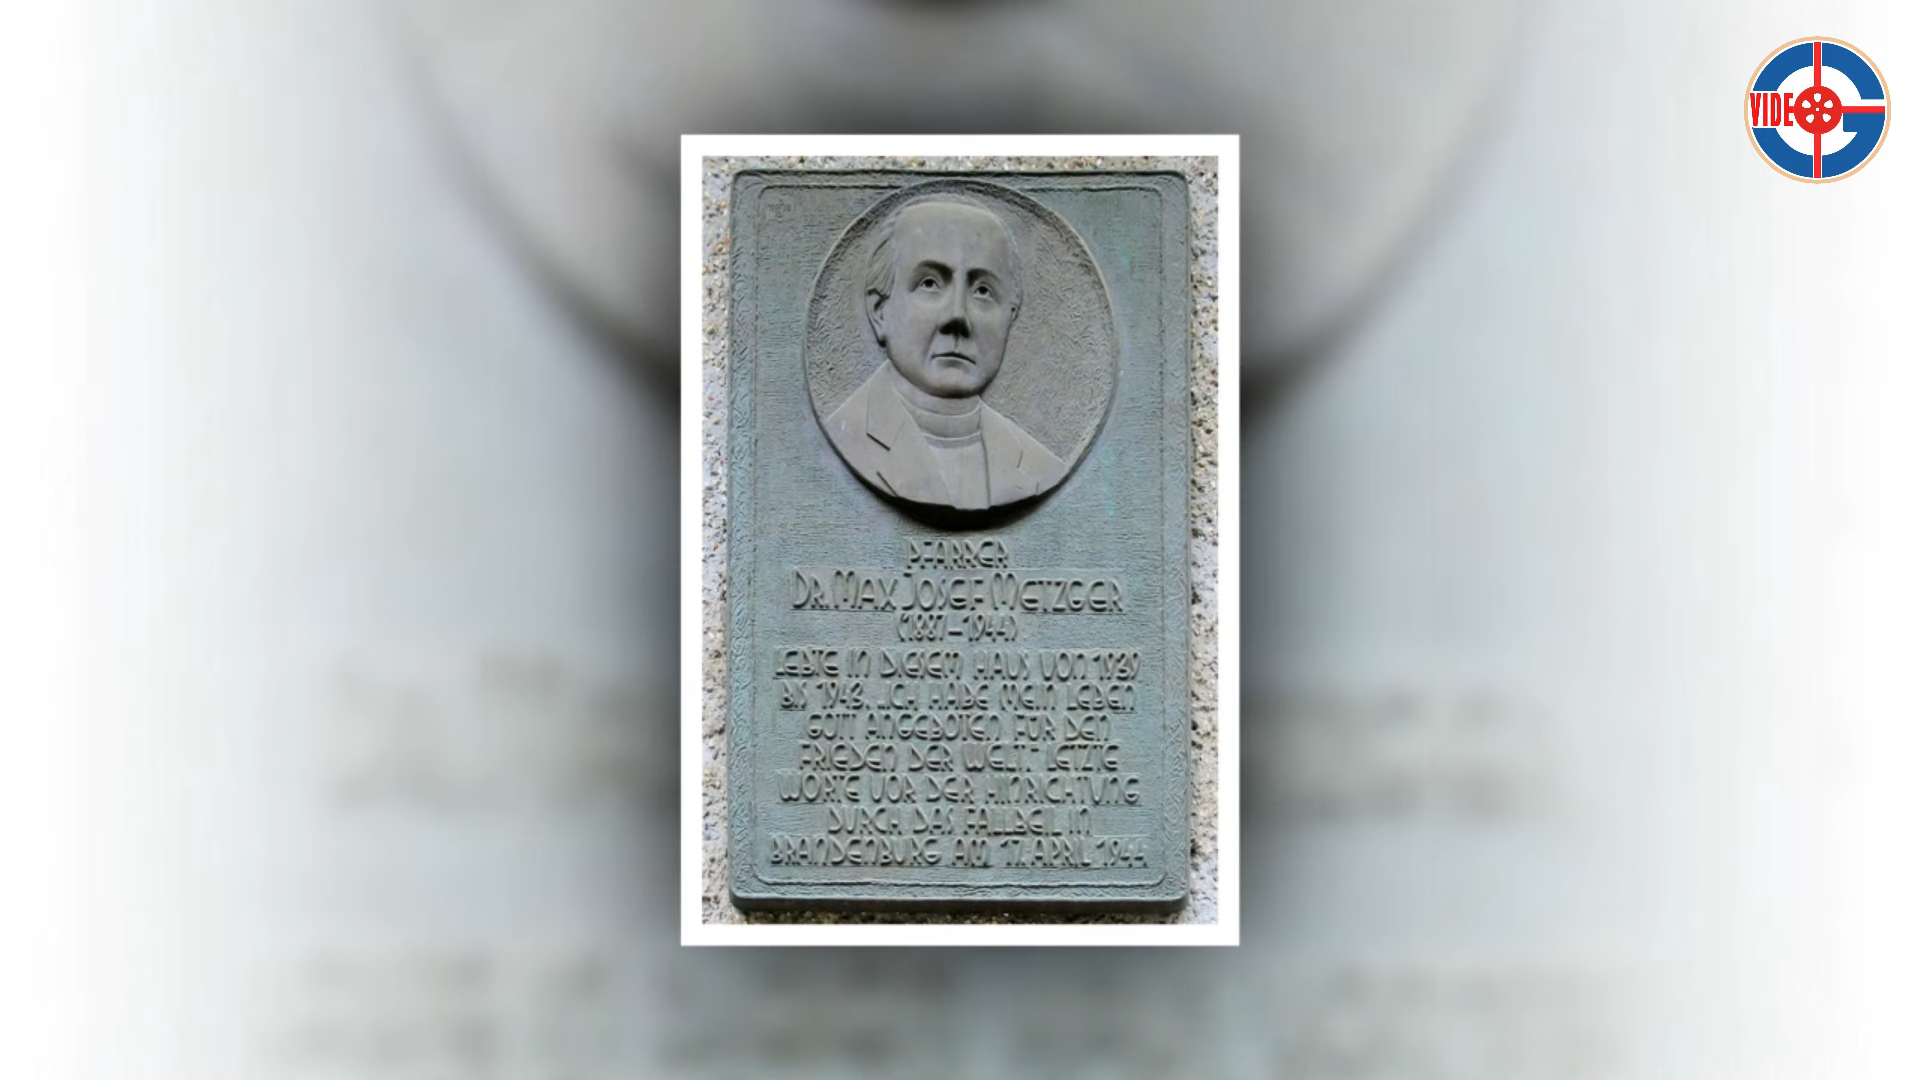 VIDEO
PFARRER
DR. MAX JOSEF METZGER
(1887–1944)
LEBTE IN DIESEM HAUS VON 1939
BIS 1943. „ICH HABE MEIN LEBEN
GOTT ANGEBOTEN FÜR DEN
FRIEDEN DER WELT.“ LETZTE
WORTE VOR DER HINRICHTUNG
DURCH DAS FALLBEIL IN
BRANDENBURG AM 17. APRIL 1944